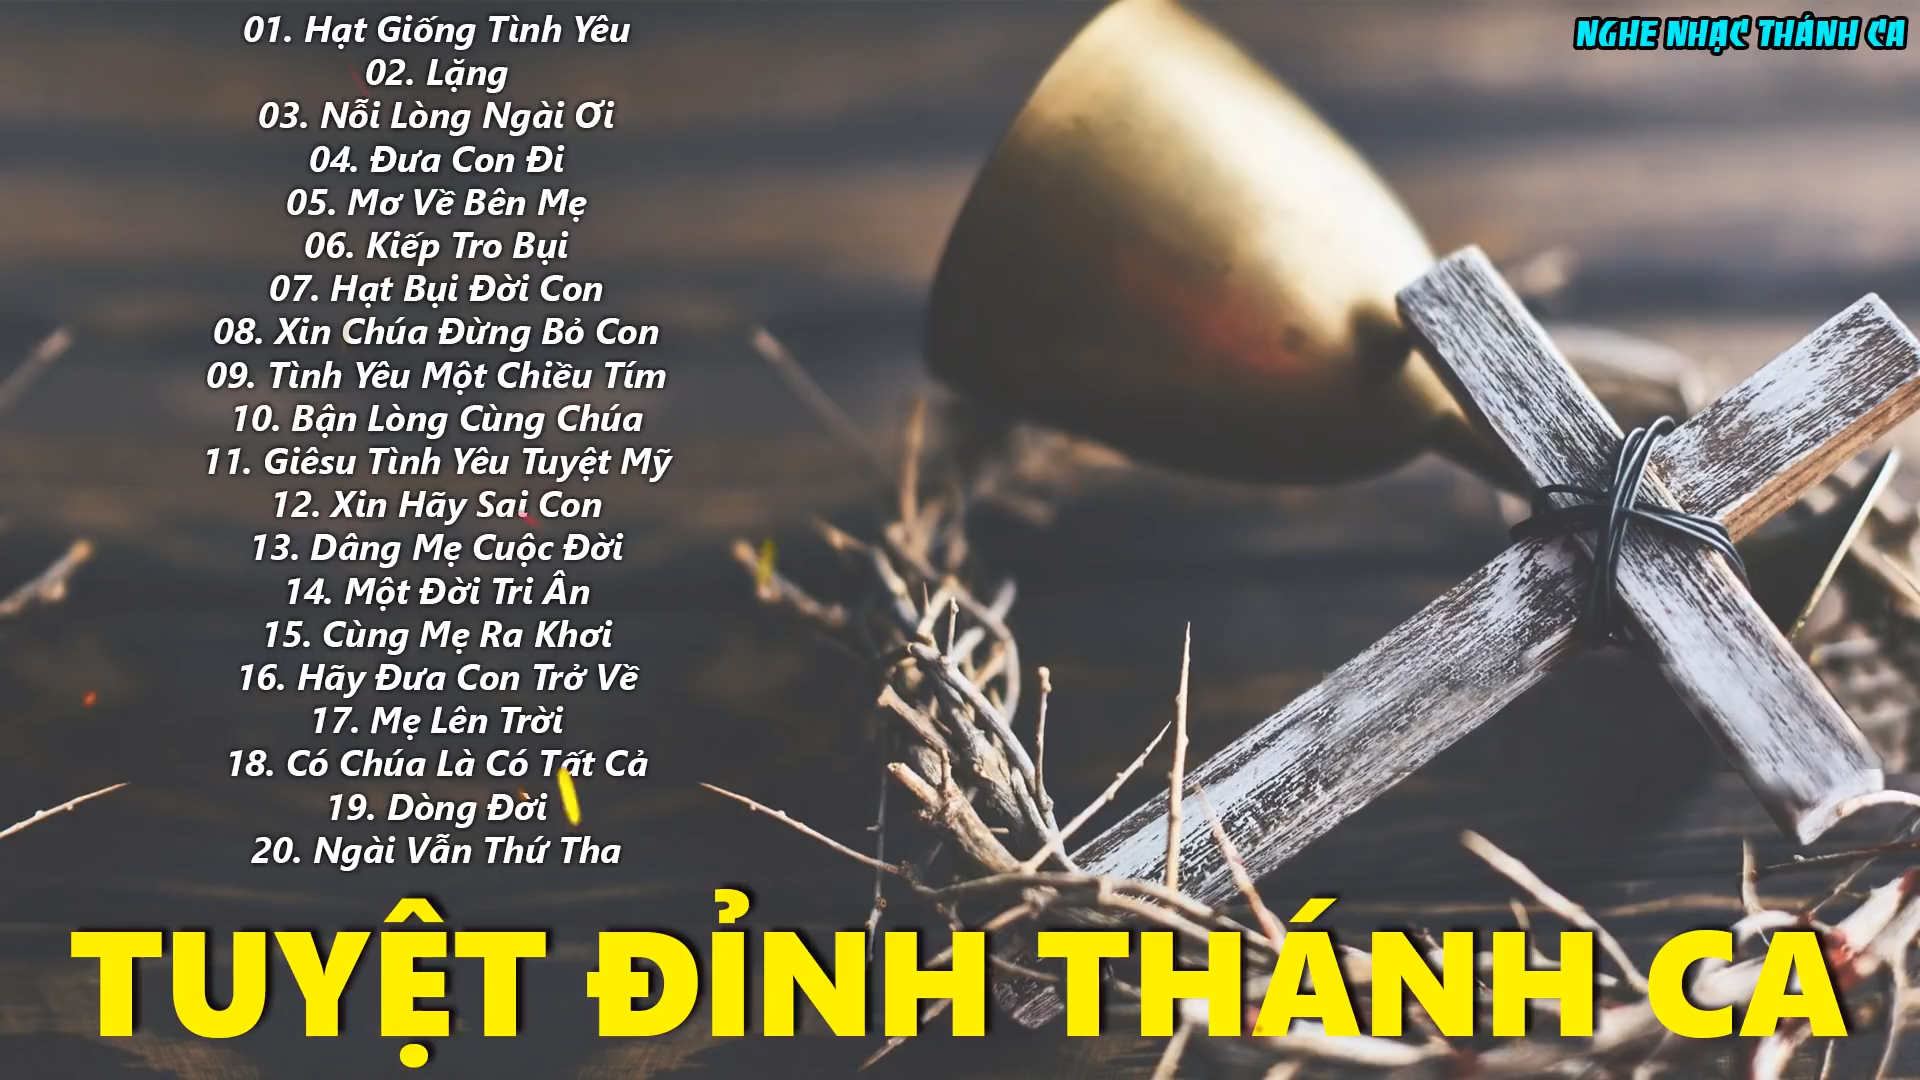 NGHE NHẠC THÁNH CA
01. Hạt Giống Tình Yêu
02. Lặng
03. Nỗi Lòng Ngài Ơi
04. Đưa Con Đi
05. Mơ Về Bên Mẹ
06. Kiếp Tro Bụi
07. Hạt Bụi Đời Con
08. Xin Chúa Đừng Bỏ Con
09. Tình Yêu Một Chiều Tím
10. Bận Lòng Cùng Chúa
11. Giêsu Tình Yêu Tuyệt Mỹ
12. Xin Hãy Sai Con
13. Dâng Mẹ Cuộc Đời
14. Một Đời Tri Ân
15. Cùng Mẹ Ra Khơi
16. Hãy Đưa Con Trở Về
17. Mẹ Lên Trời
18. Có Chúa Là Có Tất Cả
19. Dòng Đời
20. Ngài Vẫn Thứ Tha
TUYỆT ĐỈNH THÁNH CA